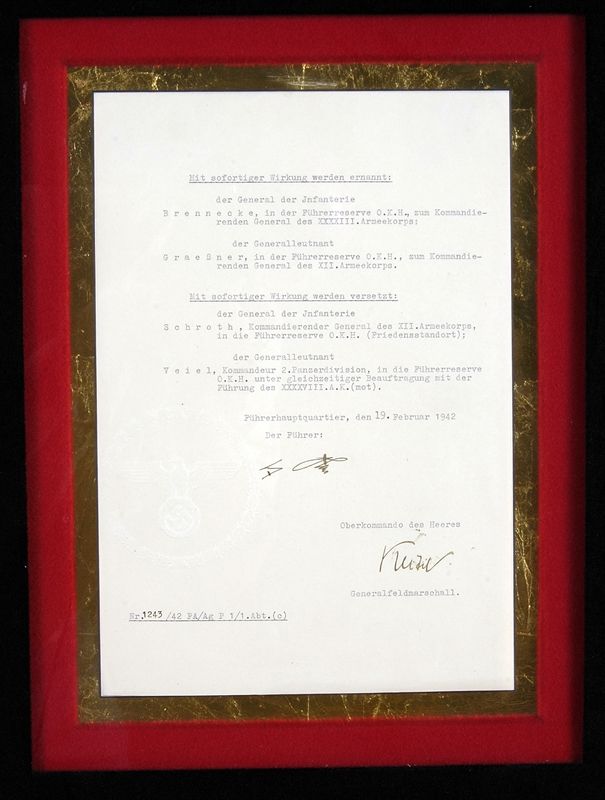 Mit sofortiger Wirkung werden ernannt:
der General der Jnfanterie
B r e n n e c k e, in der Führerreserve O.K.H., zum Kommandie-
renden General des XXXXIII.Armeekorps;
der Generalleutnant
G r a e ß n e r, in der Führerreserve O.K.H., zum Kommandie-
renden General des XII.Armeekorps.
Mit sofortiger Wirkung werden versetzt:
der General der Jnfanterie
S c h r o t h , Kommandierender General des XII.Armeekorps,
in die Führerreserve O.K.H. (Friedensstandort);
der Generalleutnant
V e i e l, Kommandeur 2.Panzerdivision, in die Führerreserve
O.K.H. unter gleichzeitiger Beauftragung mit der
Führung des XXXXVIII.A.K.(mot).
Führerhauptquartier, den 19. Februar 1942
Der Führer:
Oberkommando des Heeres
Generalfeldmarschall.
Nr.1243 /42 PA/Ag P 1/1.Abt.(c)